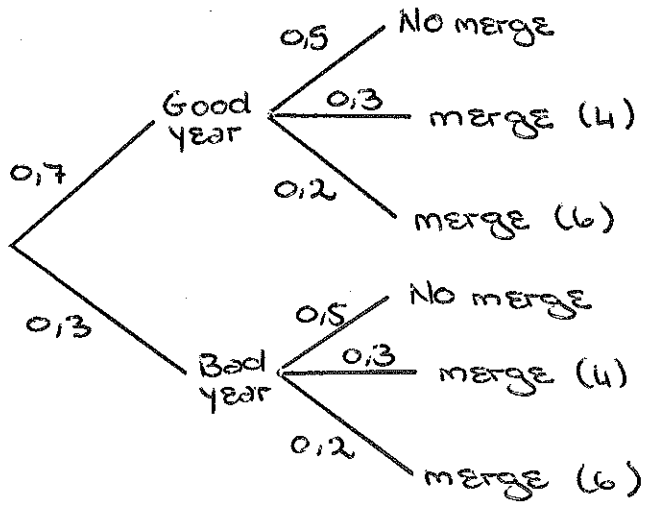 0,5
No merge
Good
year
0,3
merge (4)
0,7
0,2
merge (6)
0,3
0,5
No merge
Bad
year
0,3
merge (4)
0,2
merge (6)